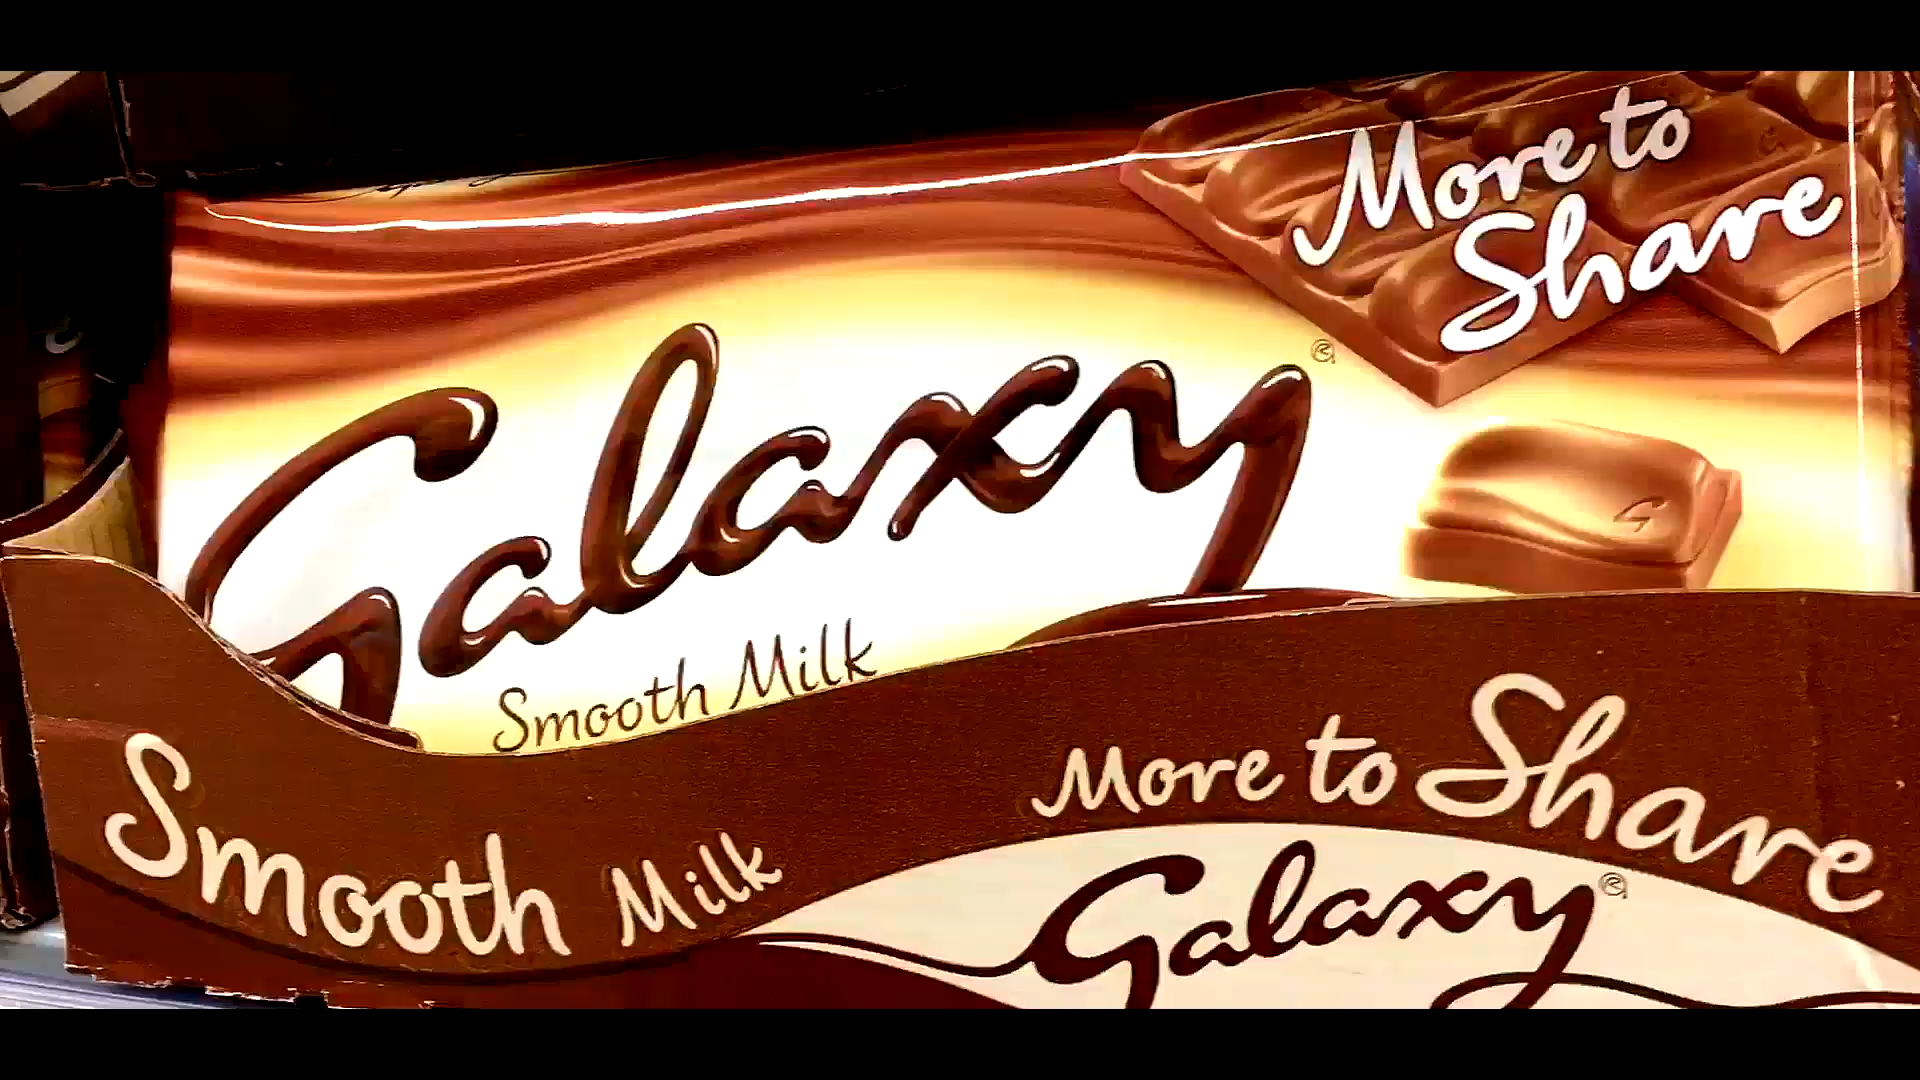 More to
Share
Galaxy®
Smooth Milk
More to Share
Smooth Milk
Galaxy®